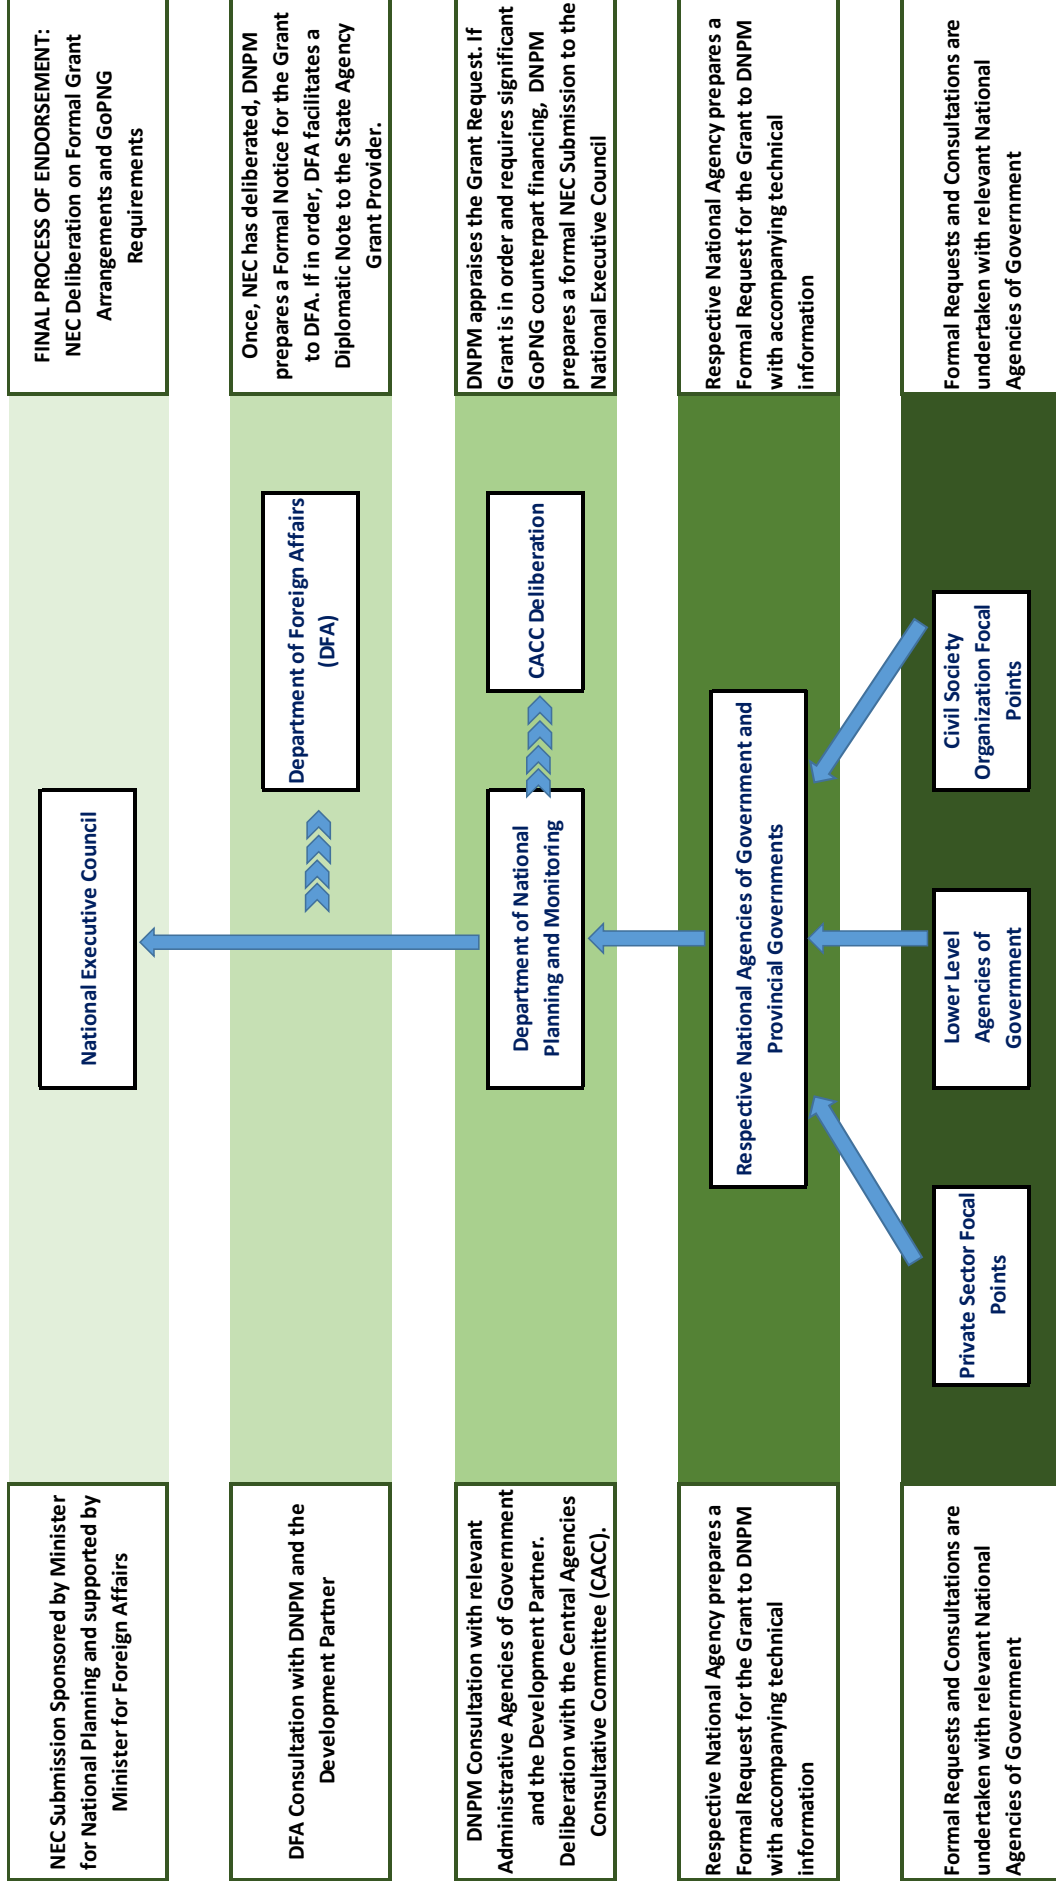 NEC Submission Sponsored by Minister
for National Planning and supported by
Minister for Foreign Affairs
National Executive Council
FINAL PROCESS OF ENDORSEMENT:
NEC Deliberation on Formal Grant
Arrangements and GoPNG
Requirements
DFA Consultation with DNPM and the
Development Partner
Department of Foreign Affairs
(DFA)
Once, NEC has deliberated, DNPM
prepares a Formal Notice for the Grant
to DFA. If in order, DFA facilitates a
Diplomatic Note to the State Agency
Grant Provider.
DNPM Consultation with relevant
Administrative Agencies of Government
and the Development Partner.
Deliberation with the Central Agencies
Consultative Committee (CACC).
Department of National
Planning and Monitoring
CACC Deliberation
DNPM appraises the Grant Request. If
Grant is in order and requires significant
GoPNG counterpart financing, DNPM
prepares a formal NEC Submission to the
National Executive Council
Respective National Agency prepares a
Formal Request for the Grant to DNPM
with accompanying technical
information
Respective National Agencies of Government and
Provincial Governments
Respective National Agency prepares a
Formal Request for the Grant to DNPM
with accompanying technical
information
Formal Requests and Consultations are
undertaken with relevant National
Agencies of Government
Private Sector Focal
Points
Lower Level
Agencies of
Government
Civil Society
Organization Focal
Points
Formal Requests and Consultations are
undertaken with relevant National
Agencies of Government